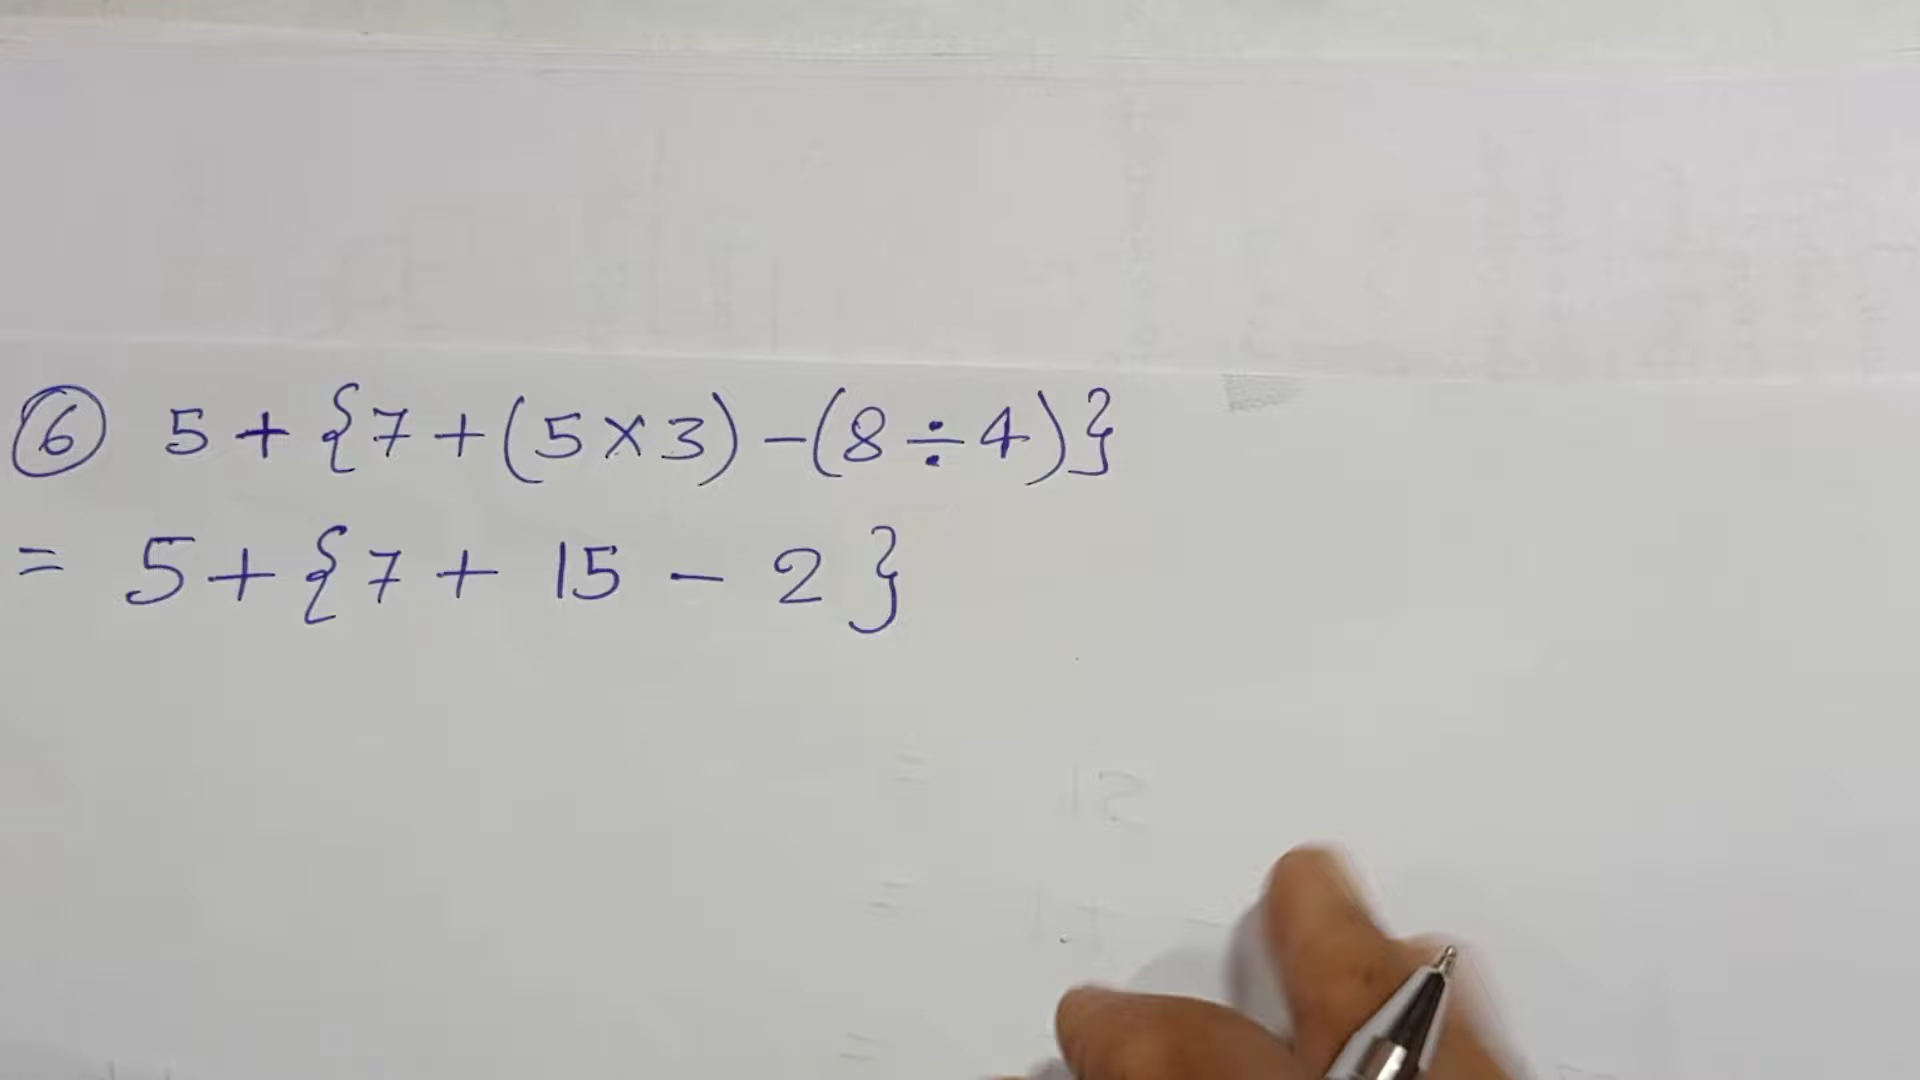 ⑥ 5 + {7 + (5 × 3) - (8 ÷ 4)}
= 5 + {7 + 15 - 2}